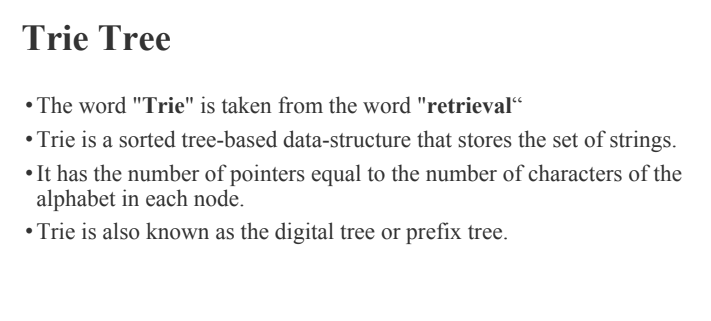 Trie Tree
•The word "Trie" is taken from the word "retrieval“
•Trie is a sorted tree-based data-structure that stores the set of strings.
•It has the number of pointers equal to the number of characters of the
alphabet in each node.
•Trie is also known as the digital tree or prefix tree.